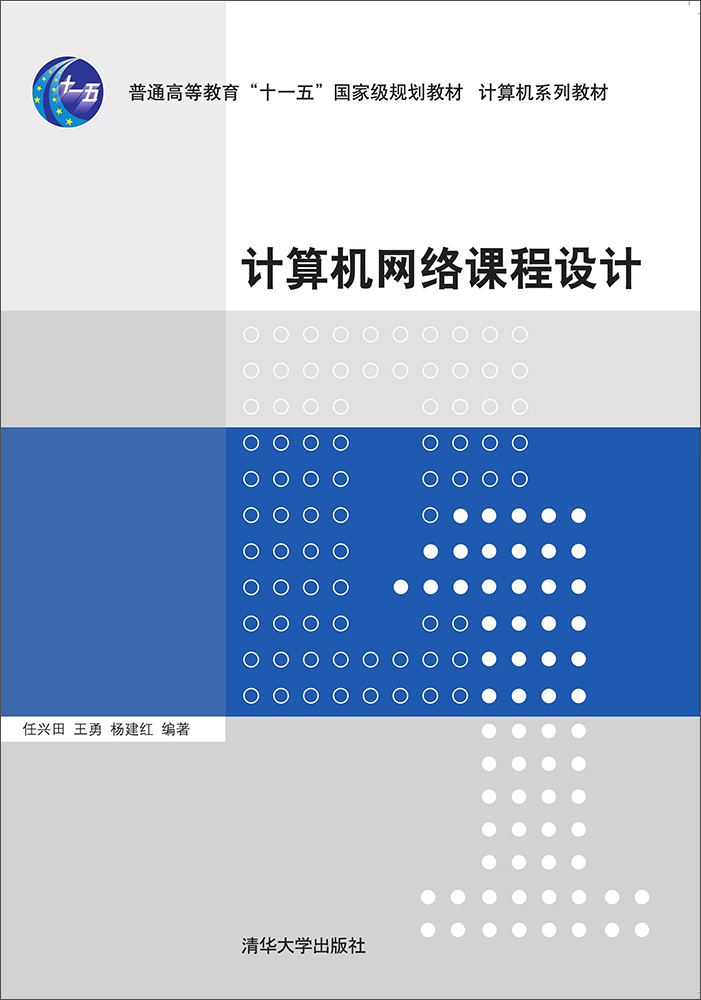 十一五
普通高等教育“十一五”国家级规划教材 计算机系列教材
计算机网络课程设计
任兴田 王勇 杨建红 编著
清华大学出版社